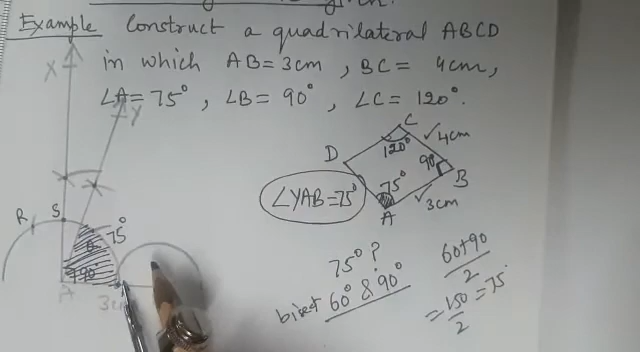 Example Construct a quadrilateral ABCD
in which AB = 3cm, BC = 4cm,
∠A = 75°, ∠B = 90°, ∠C = 120°.
X
Y
R
S
75°
90°
A
3c
D
C
120°
4cm
90
B
75°
A
3cm
∠YAB = 75°
75° ?
bisect 60° & 90°
60+90
2
= 150 = 75°
2